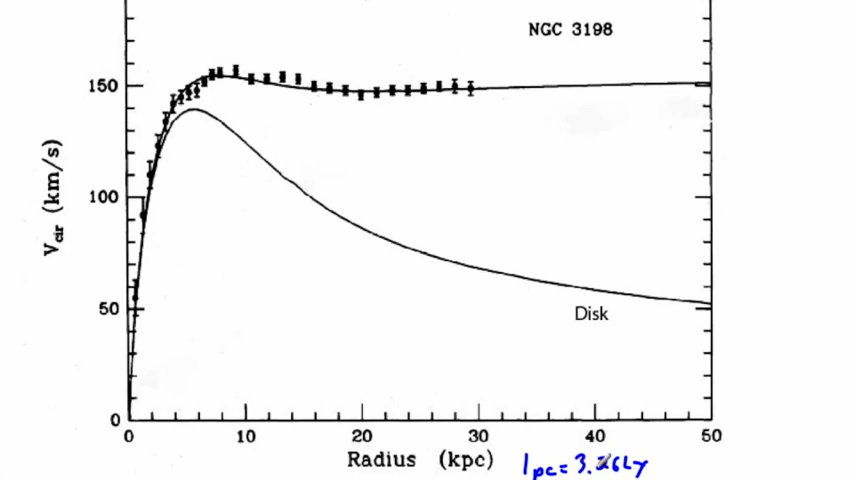 NGC 3198
150
100
50
0
V cir (km/s)
Disk
0 10 20 30 40 50
Radius (kpc)
1pc = 3.26Ly